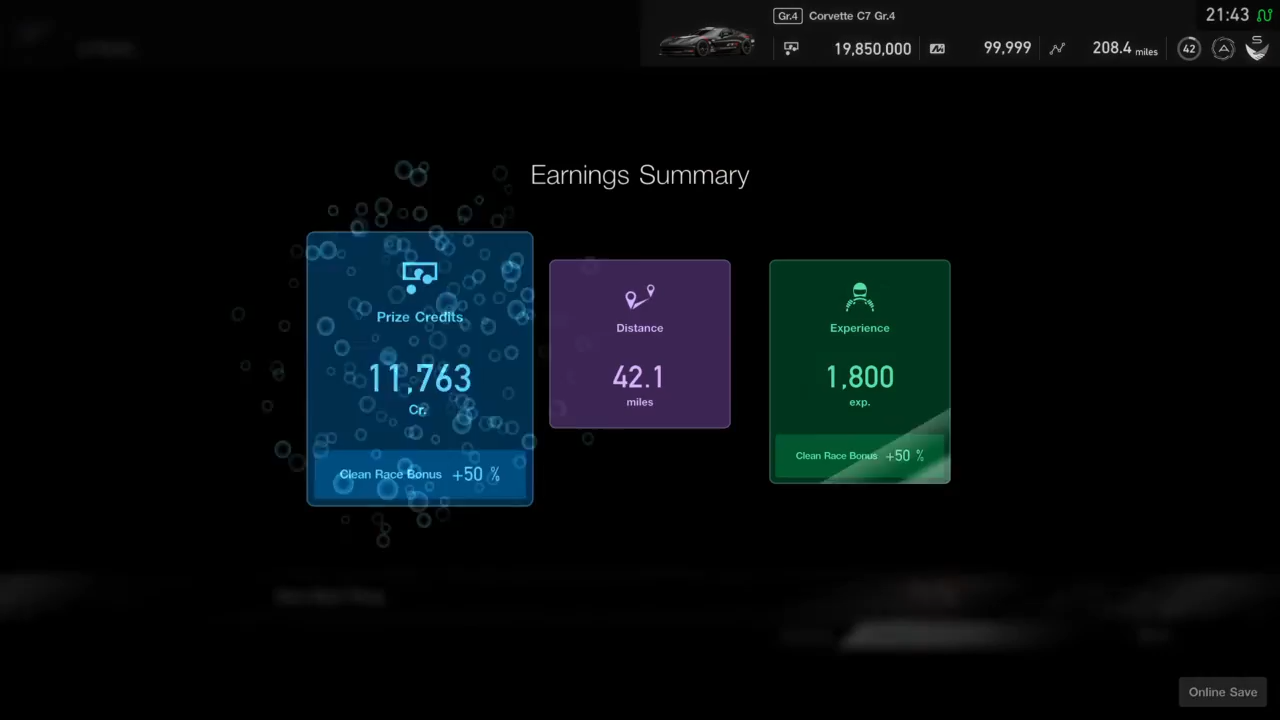 Gr.4 Corvette C7 Gr.4
21:43
19,850,000 99,999 208.4 miles 42 A S
Earnings Summary
Prize Credits
11,763
Cr.
Clean Race Bonus +50 %
Distance
42.1
miles
Experience
1,800
exp.
Clean Race Bonus +50 %
Online Save